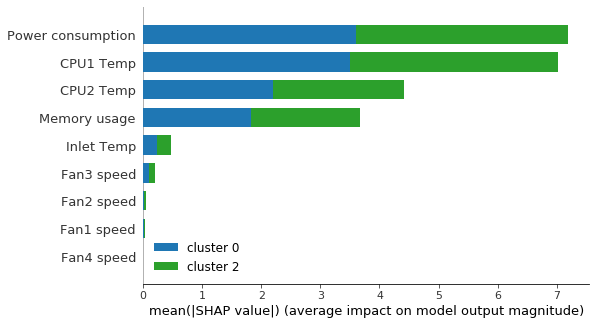 Power consumption
CPU1 Temp
CPU2 Temp
Memory usage
Inlet Temp
Fan3 speed
Fan2 speed
Fan1 speed
Fan4 speed
cluster 0
cluster 2
0 1 2 3 4 5 6 7
mean(|SHAP value|) (average impact on model output magnitude)